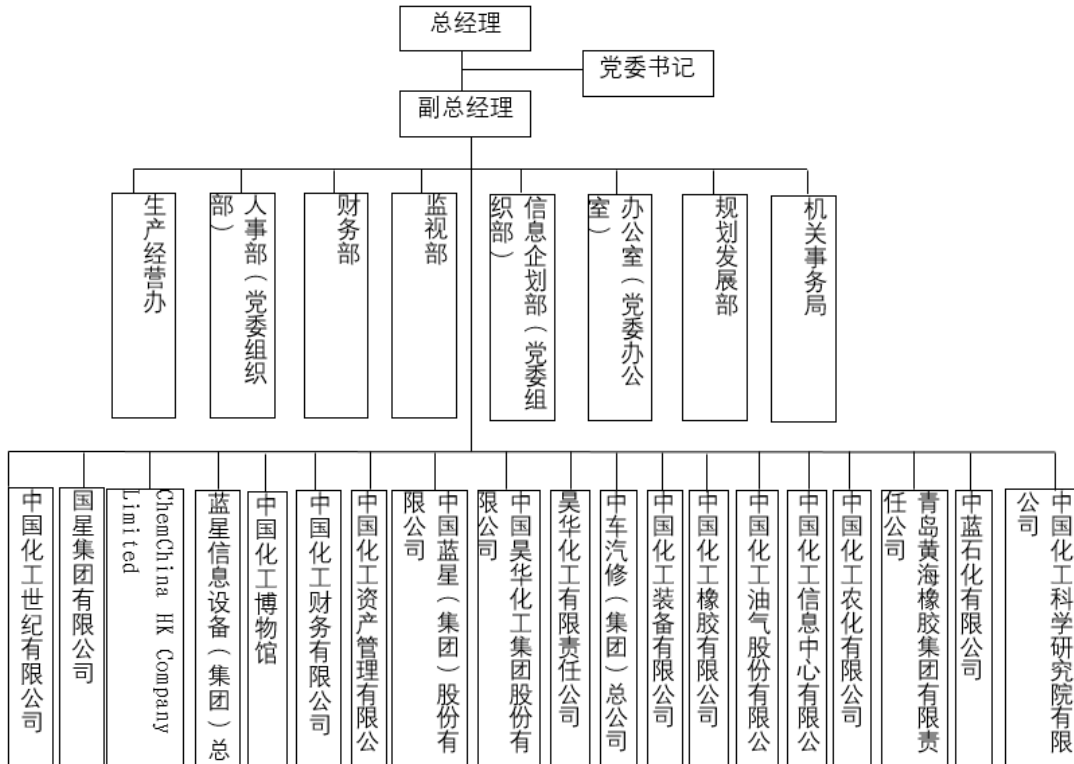 总经理
党委书记
副总经理
生产经营办
人事部（党委组织
部）
财务部
监视部
信息企划部（党委组
织部）
办公室（党委办公
室）
规划发展部
机关事务局
中国化工世纪有限公司
国星集团有限公司
ChemChina HK Company
Limited
蓝星信息设备（集团）总
中国化工博物馆
中国化工财务有限公司
中国化工资产管理有限公
中国蓝星（集团）股份有
限公司
中国昊华化工集团股份有
限公司
昊华化工有限责任公司
中车汽修（集团）总公司
中国化工装备有限公司
中国化工橡胶有限公司
中国化工油气股份有限公
中国化工信息中心有限公
中国化工农化有限公司
青岛黄海橡胶集团有限责
任公司
中蓝石化有限公司
中国化工科学研究院有限
公司